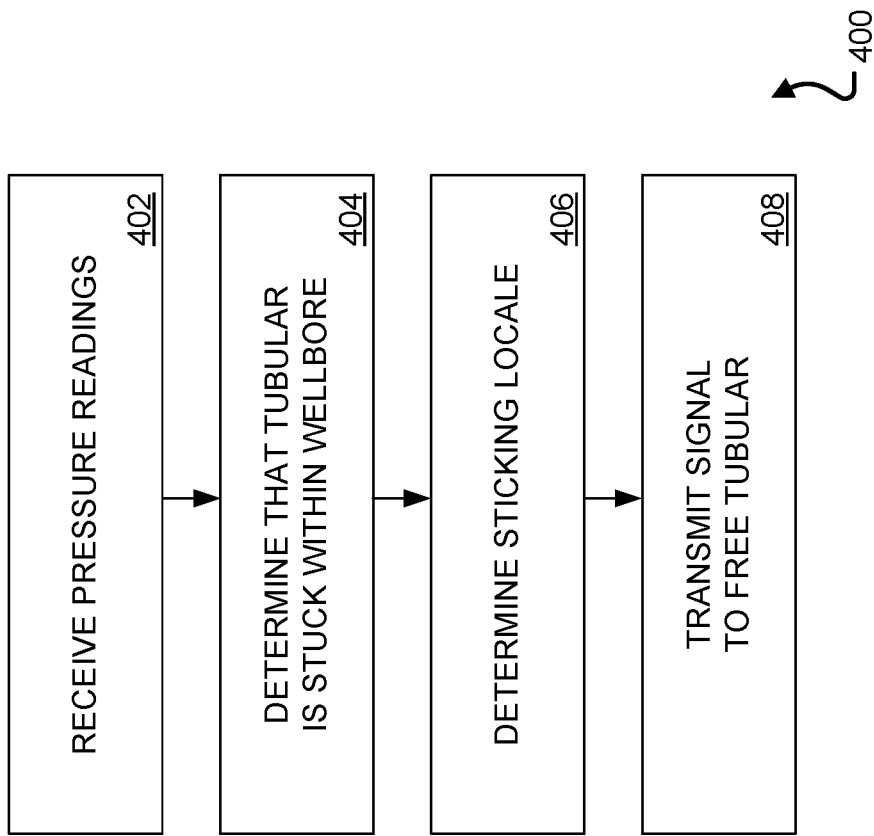 RECEIVE PRESSURE READINGS
402
DETERMINE THAT TUBULAR
IS STUCK WITHIN WELLBORE
404
DETERMINE STICKING LOCALE
406
TRANSMIT SIGNAL
TO FREE TUBULAR
408
400